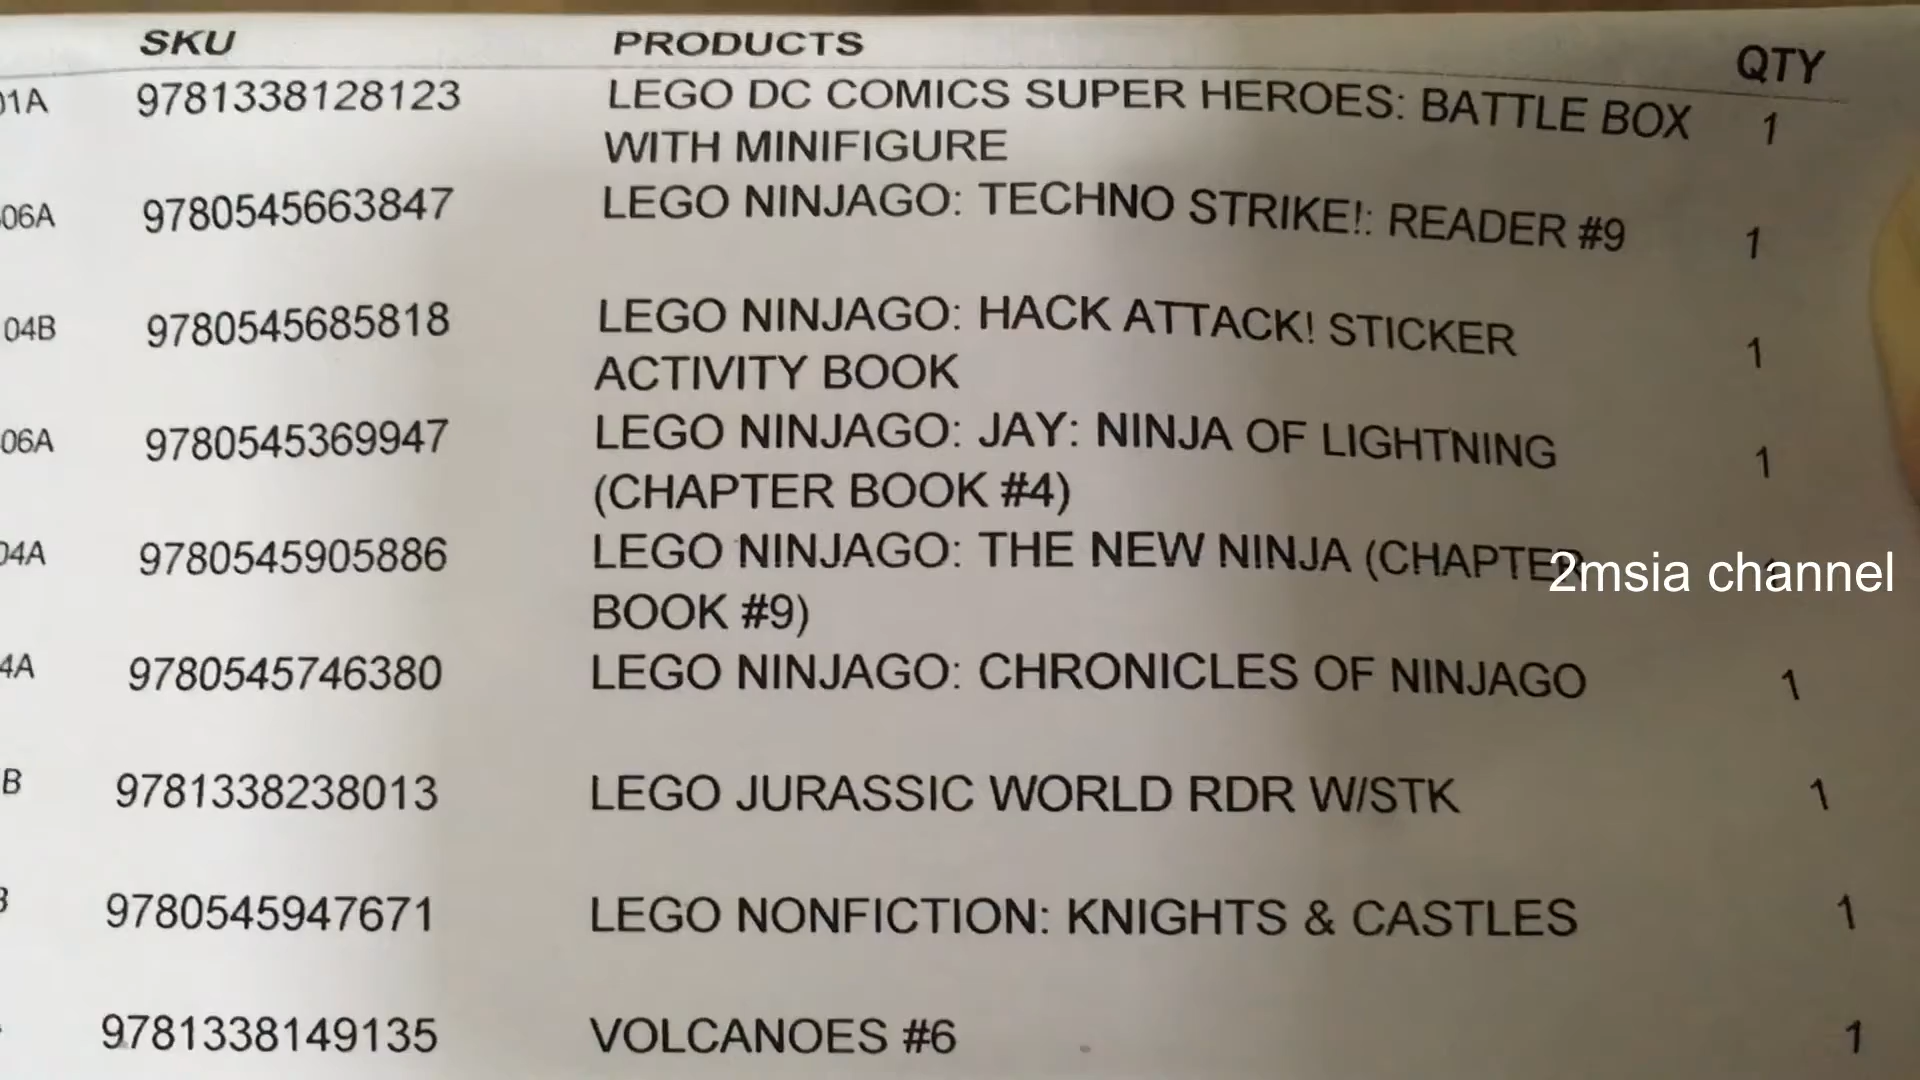 SKU PRODUCTS QTY
01A 9781338128123 LEGO DC COMICS SUPER HEROES: BATTLE BOX 1
WITH MINIFIGURE
06A 9780545663847 LEGO NINJAGO: TECHNO STRIKE!: READER #9 1
04B 9780545685818 LEGO NINJAGO: HACK ATTACK! STICKER 1
ACTIVITY BOOK
06A 9780545369947 LEGO NINJAGO: JAY: NINJA OF LIGHTNING 1
(CHAPTER BOOK #4)
04A 9780545905886 LEGO NINJAGO: THE NEW NINJA (CHAPTER
2msia channel
BOOK #9)
4A 9780545746380 LEGO NINJAGO: CHRONICLES OF NINJAGO 1
B 9781338238013 LEGO JURASSIC WORLD RDR W/STK 1
9780545947671 LEGO NONFICTION: KNIGHTS & CASTLES 1
9781338149135 VOLCANOES #6 1